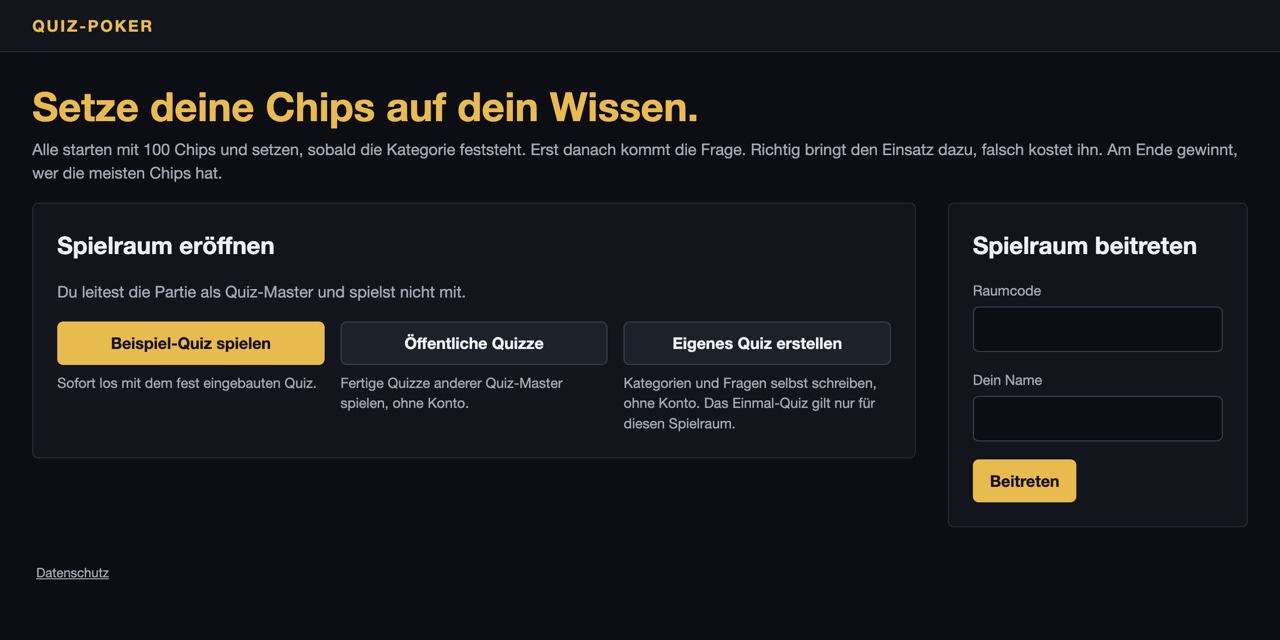 QUIZ-POKER
Setze deine Chips auf dein Wissen.
Alle starten mit 100 Chips und setzen, sobald die Kategorie feststeht. Erst danach kommt die Frage. Richtig bringt den Einsatz dazu, falsch kostet ihn. Am Ende gewinnt,
wer die meisten Chips hat.
Spielraum eröffnen
Du leitest die Partie als Quiz-Master und spielst nicht mit.
Beispiel-Quiz spielen
Sofort los mit dem fest eingebauten Quiz.
Öffentliche Quizze
Fertige Quizze anderer Quiz-Master
spielen, ohne Konto.
Eigenes Quiz erstellen
Kategorien und Fragen selbst schreiben,
ohne Konto. Das Einmal-Quiz gilt nur für
diesen Spielraum.
Spielraum beitreten
Raumcode
Dein Name
Beitreten
Datenschutz